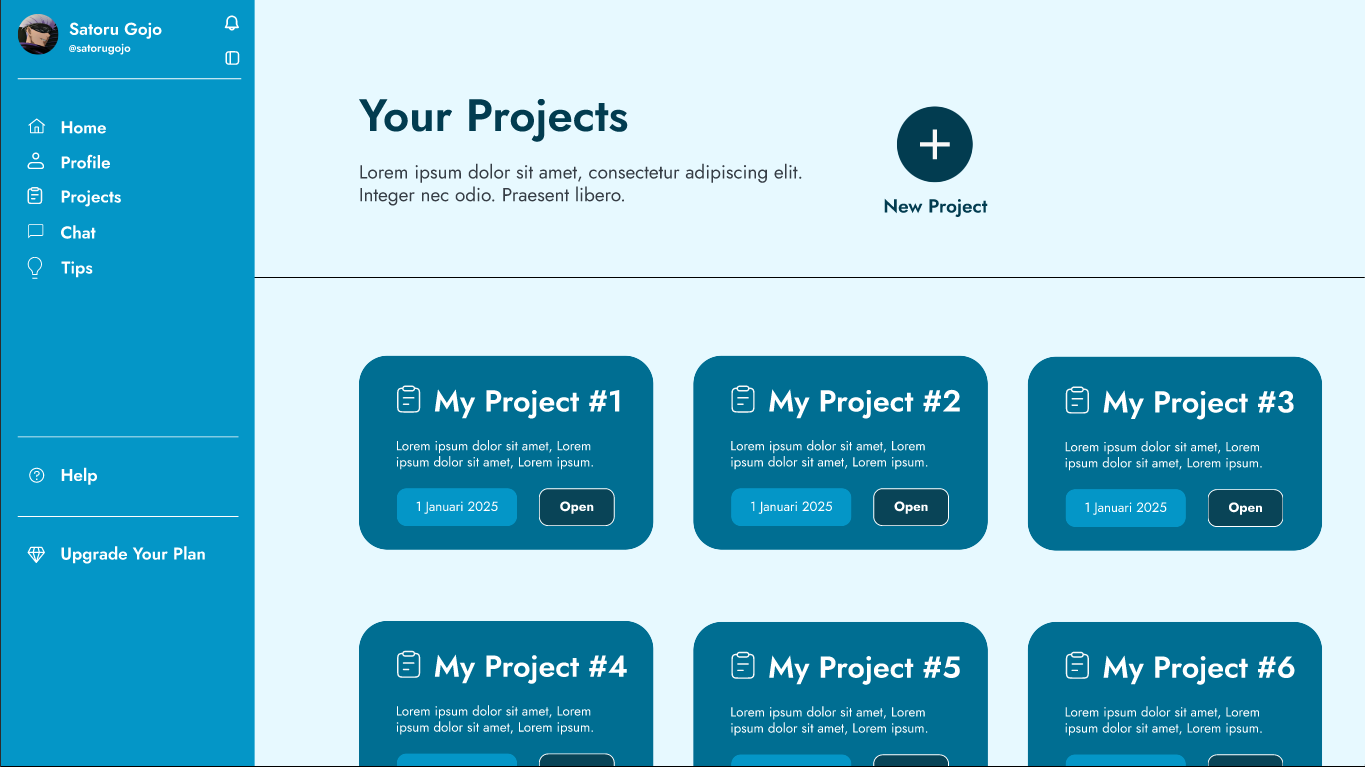 Satoru Gojo
@satorugojo
Home
Profile
Projects
Chat
Tips
Help
Upgrade Your Plan
Your Projects
Lorem ipsum dolor sit amet, consectetur adipiscing elit.
Integer nec odio. Praesent libero.
New Project
My Project #1
Lorem ipsum dolor sit amet, Lorem
ipsum dolor sit amet, Lorem ipsum.
1 Januari 2025
Open
My Project #2
Lorem ipsum dolor sit amet, Lorem
ipsum dolor sit amet, Lorem ipsum.
1 Januari 2025
Open
My Project #3
Lorem ipsum dolor sit amet, Lorem
ipsum dolor sit amet, Lorem ipsum.
1 Januari 2025
Open
My Project #4
Lorem ipsum dolor sit amet, Lorem
ipsum dolor sit amet, Lorem ipsum.
My Project #5
Lorem ipsum dolor sit amet, Lorem
ipsum dolor sit amet, Lorem ipsum.
My Project #6
Lorem ipsum dolor sit amet, Lorem
ipsum dolor sit amet, Lorem ipsum.